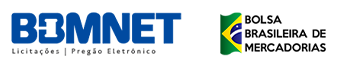 BBMNET
Licitações | Pregão Eletrônico
BOLSA
BRASILEIRA DE
MERCADORIAS